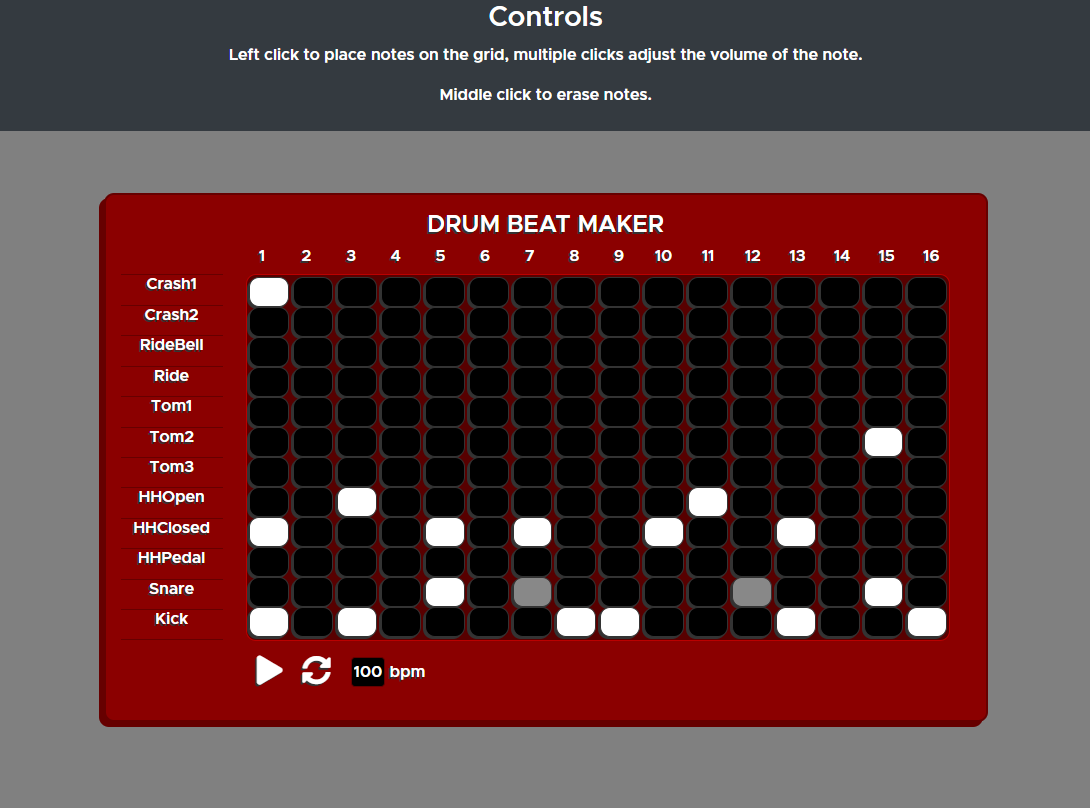 Controls
Left click to place notes on the grid, multiple clicks adjust the volume of the note.
Middle click to erase notes.
DRUM BEAT MAKER
1 2 3 4 5 6 7 8 9 10 11 12 13 14 15 16
Crash1
Crash2
RideBell
Ride
Tom1
Tom2
Tom3
HHOpen
HHClosed
HHPedal
Snare
Kick
100 bpm